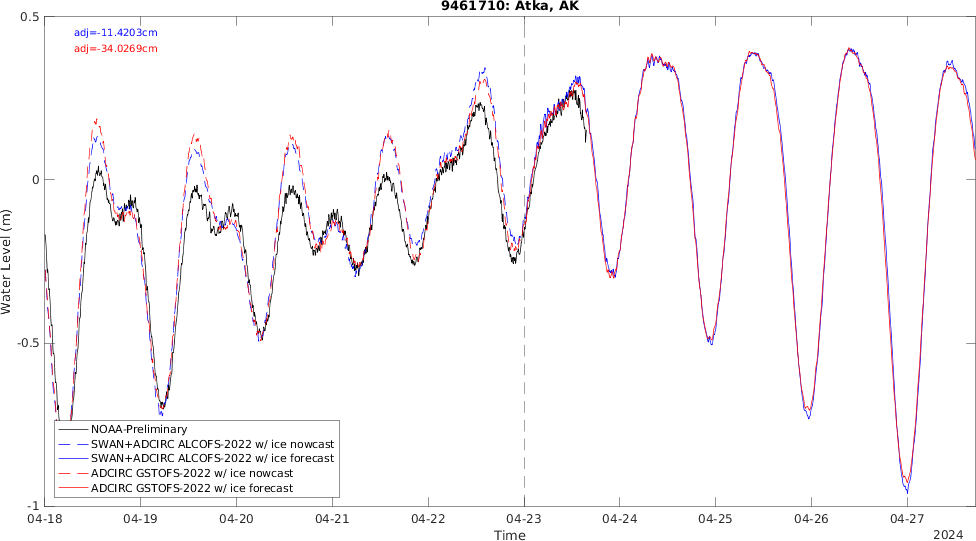 9461710: Atka, AK
adj=-11.4203cm
adj=-34.0269cm
0.5
0
-0.5
-1
Water Level (m)
NOAA-Preliminary
SWAN+ADCIRC ALCOFS-2022 w/ ice nowcast
SWAN+ADCIRC ALCOFS-2022 w/ ice forecast
ADCIRC GSTOFS-2022 w/ ice nowcast
ADCIRC GSTOFS-2022 w/ ice forecast
04-18 04-19 04-20 04-21 04-22 04-23 04-24 04-25 04-26 04-27
Time
2024